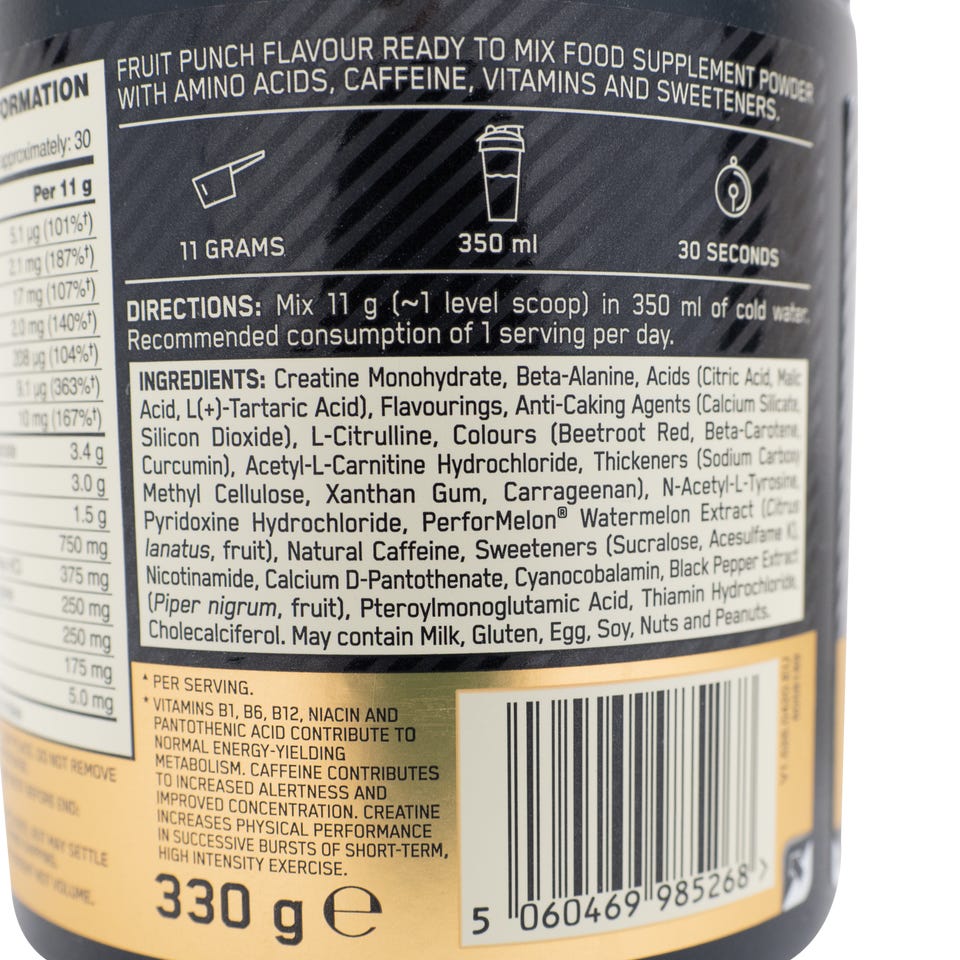 FRUIT PUNCH FLAVOUR READY TO MIX FOOD SUPPLEMENT POWDER
WITH AMINO ACIDS, CAFFEINE, VITAMINS AND SWEETENERS.
11 GRAMS
350 ml
30 SECONDS
DIRECTIONS: Mix 11 g (~1 level scoop) in 350 ml of cold water.
Recommended consumption of 1 serving per day.
INGREDIENTS: Creatine Monohydrate, Beta-Alanine, Acids (Citric Acid, Malic
Acid, L(+)-Tartaric Acid), Flavourings, Anti-Caking Agents (Calcium Silicate,
Silicon Dioxide), L-Citrulline, Colours (Beetroot Red, Beta-Carotene,
Curcumin), Acetyl-L-Carnitine Hydrochloride, Thickeners (Sodium Carboxy
Methyl Cellulose, Xanthan Gum, Carrageenan), N-Acetyl-L-Tyrosine,
Pyridoxine Hydrochloride, PerforMelon® Watermelon Extract (Citrus
lanatus, fruit), Natural Caffeine, Sweeteners (Sucralose, Acesulfame K),
Nicotinamide, Calcium D-Pantothenate, Cyanocobalamin, Black Pepper Extract
(Piper nigrum, fruit), Pteroylmonoglutamic Acid, Thiamin Hydrochloride,
Cholecalciferol. May contain Milk, Gluten, Egg, Soy, Nuts and Peanuts.
ORMATION
approximately: 30
Per 11 g
5.1 µg (101%†)
2.1 mg (187%†)
17 mg (107%†)
2.0 mg (140%†)
208 µg (104%†)
9.1 µg (363%†)
10 mg (167%†)
3.4 g
3.0 g
1.5 g
750 mg
375 mg
250 mg
250 mg
175 mg
5.0 mg
DO NOT REMOVE
BEFORE END:
MAY SETTLE
NOT VOLUME.
▲ PER SERVING.
* VITAMINS B1, B6, B12, NIACIN AND
PANTOTHENIC ACID CONTRIBUTE TO
NORMAL ENERGY-YIELDING
METABOLISM. CAFFEINE CONTRIBUTES
TO INCREASED ALERTNESS AND
IMPROVED CONCENTRATION. CREATINE
INCREASES PHYSICAL PERFORMANCE
IN SUCCESSIVE BURSTS OF SHORT-TERM,
HIGH INTENSITY EXERCISE.
330 g ℮
5 060469 985268 >